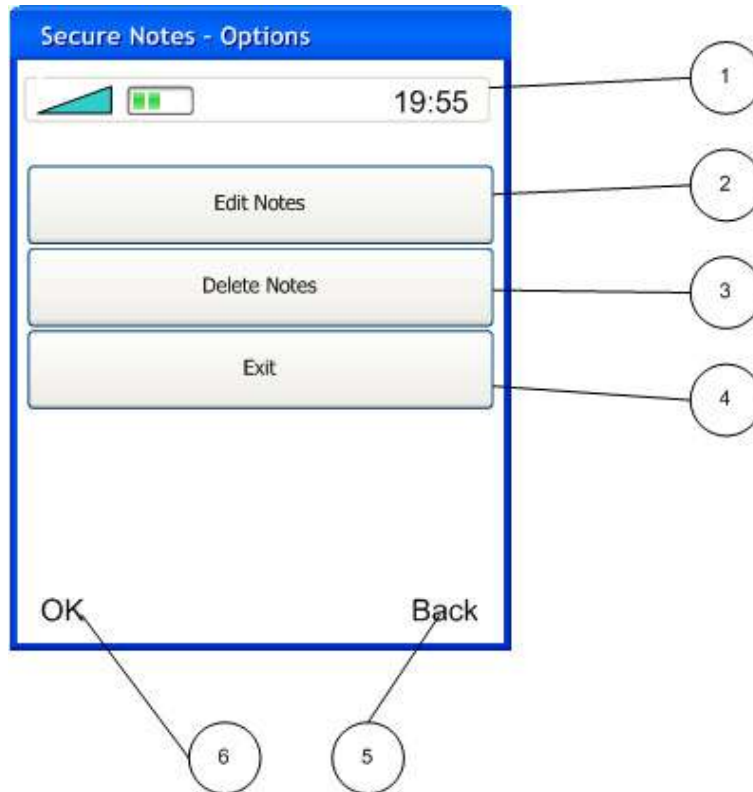 Secure Notes - Options
19:55
1
Edit Notes
2
Delete Notes
3
Exit
4
OK
Back
6
5